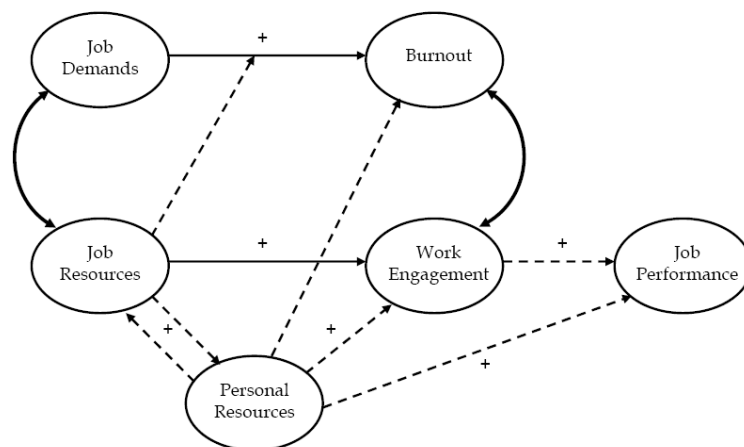 +
Job
Demands
Burnout
Job
Resources
+
Work
Engagement
+
Job
Performance
+
+
+
Personal
Resources